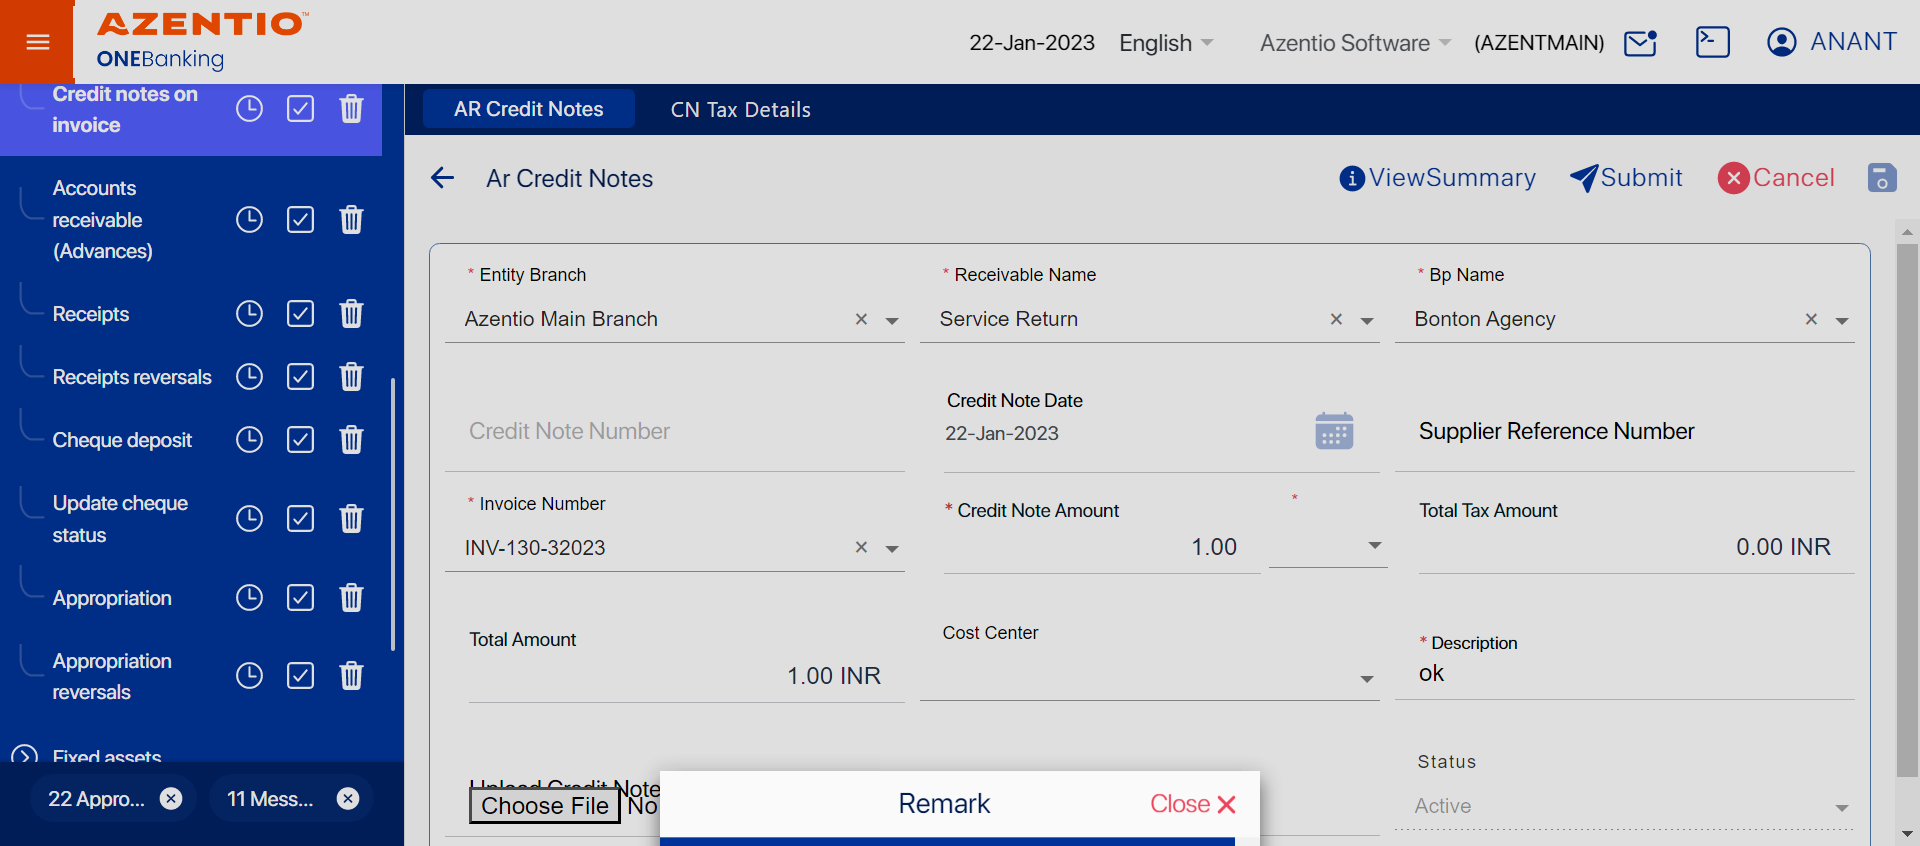 AZENTIO™
ONEBanking
22-Jan-2023 English Azentio Software (AZENTMAIN) ANANT
Credit notes on
invoice
Accounts
receivable
(Advances)
Receipts
Receipts reversals
Cheque deposit
Update cheque
status
Appropriation
Appropriation
reversals
Fixed assets
22 Appro... 11 Mess...
AR Credit Notes CN Tax Details
Ar Credit Notes ViewSummary Submit Cancel
* Entity Branch * Receivable Name * Bp Name
Azentio Main Branch Service Return Bonton Agency
Credit Note Number Credit Note Date Supplier Reference Number
22-Jan-2023
* Invoice Number * Credit Note Amount * Total Tax Amount
INV-130-32023 1.00 0.00 INR
Total Amount Cost Center * Description
1.00 INR ok
Upload Credit Note Status
Choose File No Active
Remark Close